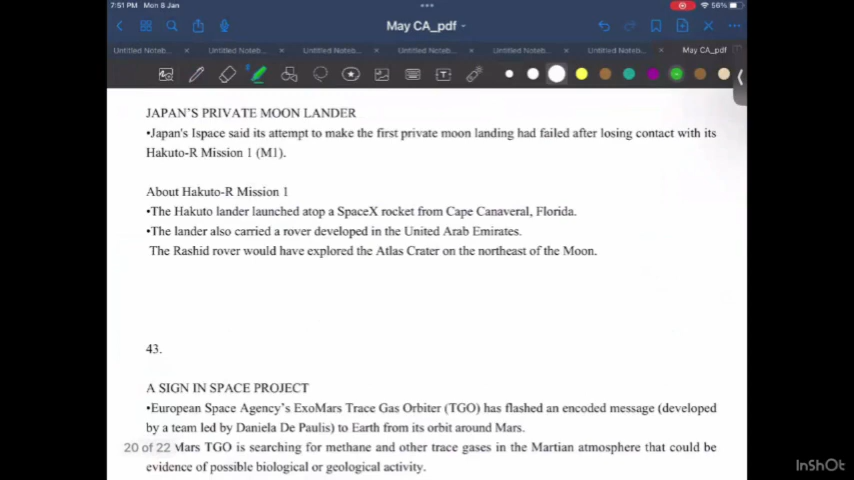 7:51 PM Mon 8 Jan
56%
May CA_pdf
Untitled Noteb... Untitled Noteb... Untitled Noteb... Untitled Noteb... Untitled Noteb... Untitled Noteb... May CA_pdf
JAPAN'S PRIVATE MOON LANDER
•Japan's Ispace said its attempt to make the first private moon landing had failed after losing contact with its
Hakuto-R Mission 1 (M1).
About Hakuto-R Mission 1
•The Hakuto lander launched atop a SpaceX rocket from Cape Canaveral, Florida.
•The lander also carried a rover developed in the United Arab Emirates.
The Rashid rover would have explored the Atlas Crater on the northeast of the Moon.
43.
A SIGN IN SPACE PROJECT
•European Space Agency's ExoMars Trace Gas Orbiter (TGO) has flashed an encoded message (developed
by a team led by Daniela De Paulis) to Earth from its orbit around Mars.
20 of 22 Mars TGO is searching for methane and other trace gases in the Martian atmosphere that could be
evidence of possible biological or geological activity.
InShOt